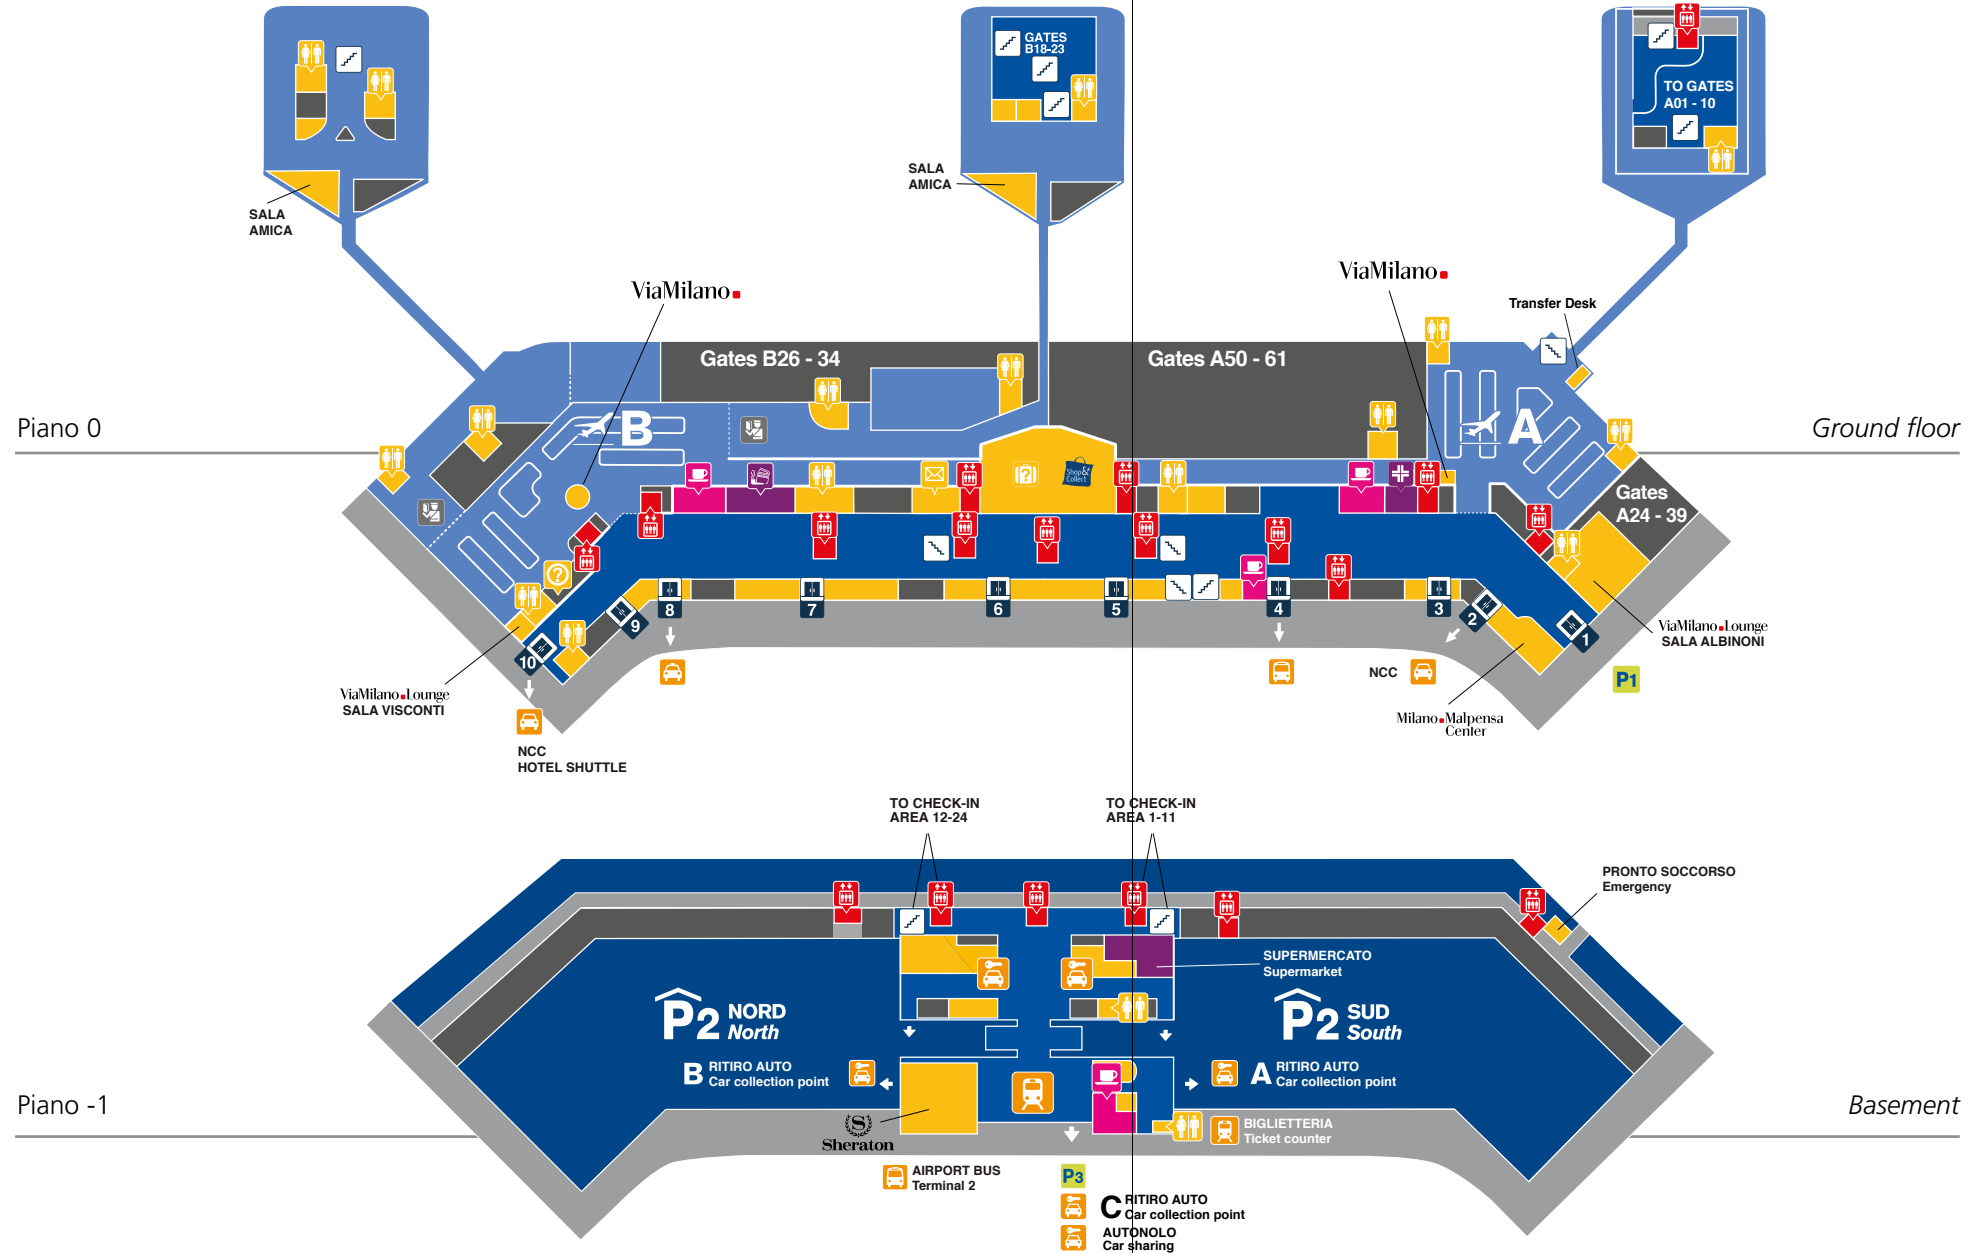 GATES
B18-23
TO GATES
A01 - 10
SALA
AMICA
SALA
AMICA
ViaMilano
ViaMilano
Transfer Desk
Gates B26 - 34
Gates A50 - 61
Piano 0
Ground floor
B
A
Shop&
Collect
Gates
A24 - 39
10
9
8
7
6
5
4
3
2
1
ViaMilano Lounge
SALA ALBINONI
ViaMilano Lounge
SALA VISCONTI
NCC
P1
Milano Malpensa
Center
NCC
HOTEL SHUTTLE
TO CHECK-IN
AREA 12-24
TO CHECK-IN
AREA 1-11
PRONTO SOCCORSO
Emergency
SUPERMERCATO
Supermarket
P2 NORD
North
P2 SUD
South
B RITIRO AUTO
Car collection point
A RITIRO AUTO
Car collection point
Piano -1
Basement
S
Sheraton
BIGLIETTERIA
Ticket counter
AIRPORT BUS
Terminal 2
P3
C RITIRO AUTO
Car collection point
AUTONOLO
Car sharing